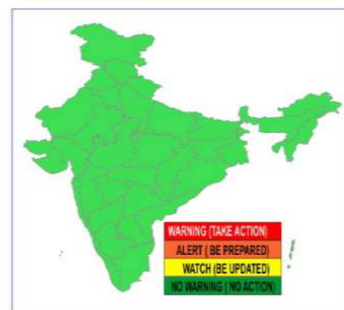 WARNING (TAKE ACTION)
ALERT ( BE PREPARED)
WATCH (BE UPDATED)
NO WARNING ( NO ACTION)